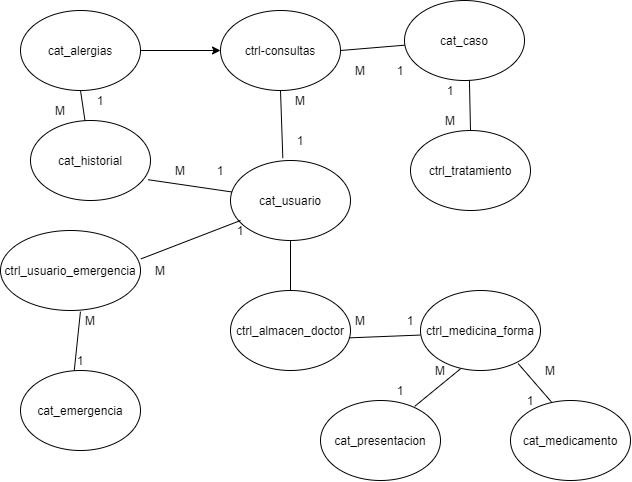 cat_alergias
ctrl-consultas
cat_caso
M
1
1
M
1
M
M
1
M
cat_historial
ctrl_tratamiento
M
1
cat_usuario
1
ctrl_usuario_emergencia
M
ctrl_almacen_doctor
M
1
ctrl_medicina_forma
M
1
M
M
1
1
cat_emergencia
cat_presentacion
cat_medicamento